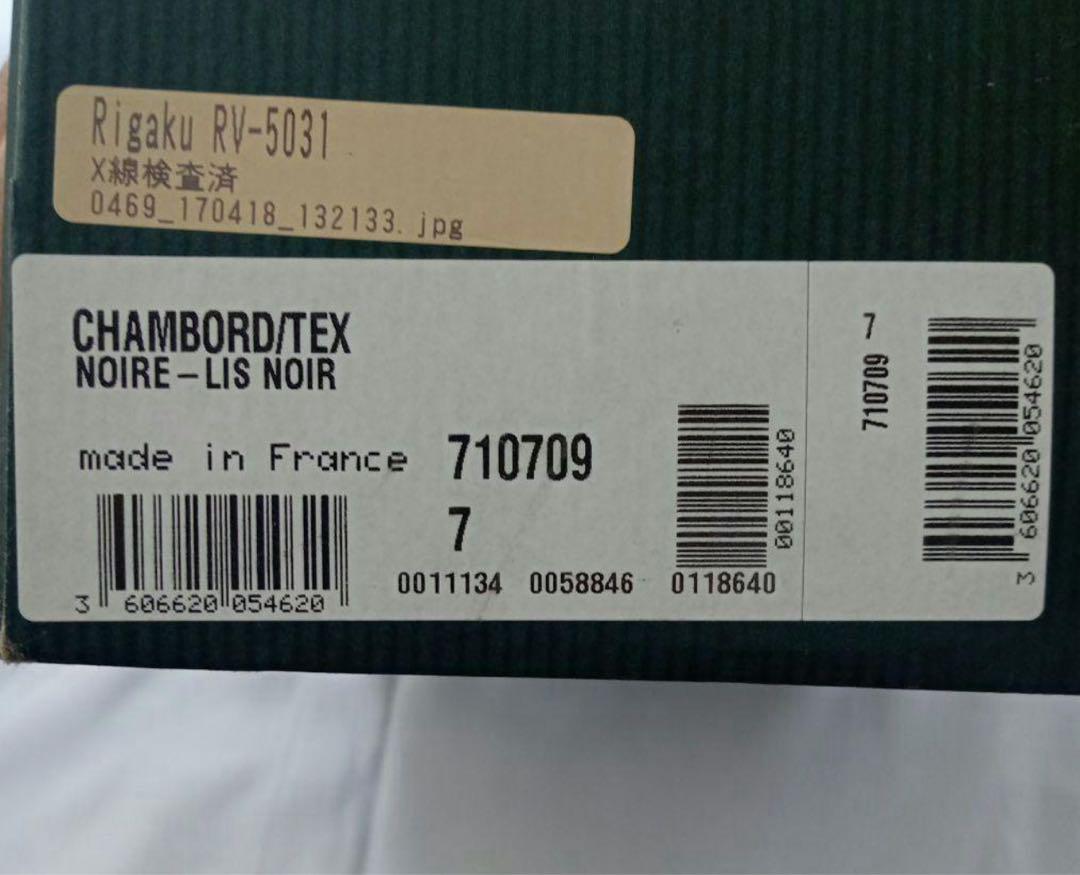 Rigaku RV-5031
X線検査済
0469_170418_132133.jpg
CHAMBORD/TEX
NOIRE – LIS NOIR
made in France 710709
7
3 606620 054620
0011134 0058846 0118640
00118640
7
710709
3 606620 054620